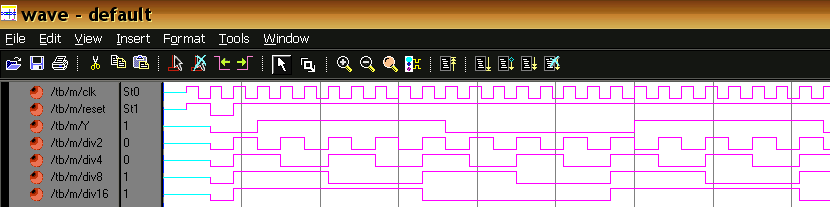 wave - default
File Edit View Insert Format Tools Window
/tb/m/clk St0
/tb/m/reset St1
/tb/m/Y 1
/tb/m/div2 0
/tb/m/div4 0
/tb/m/div8 1
/tb/m/div16 1